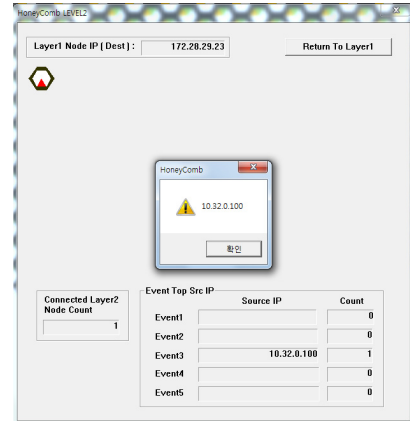 HoneyComb LEVEL2
Layer1 Node IP ( Dest ) : 172.28.29.23 Return To Layer1
HoneyComb
10.32.0.100
확인
Connected Layer2
Node Count
1
Event Top Src IP
Source IP Count
Event1 0
Event2 0
Event3 10.32.0.100 1
Event4 0
Event5 0